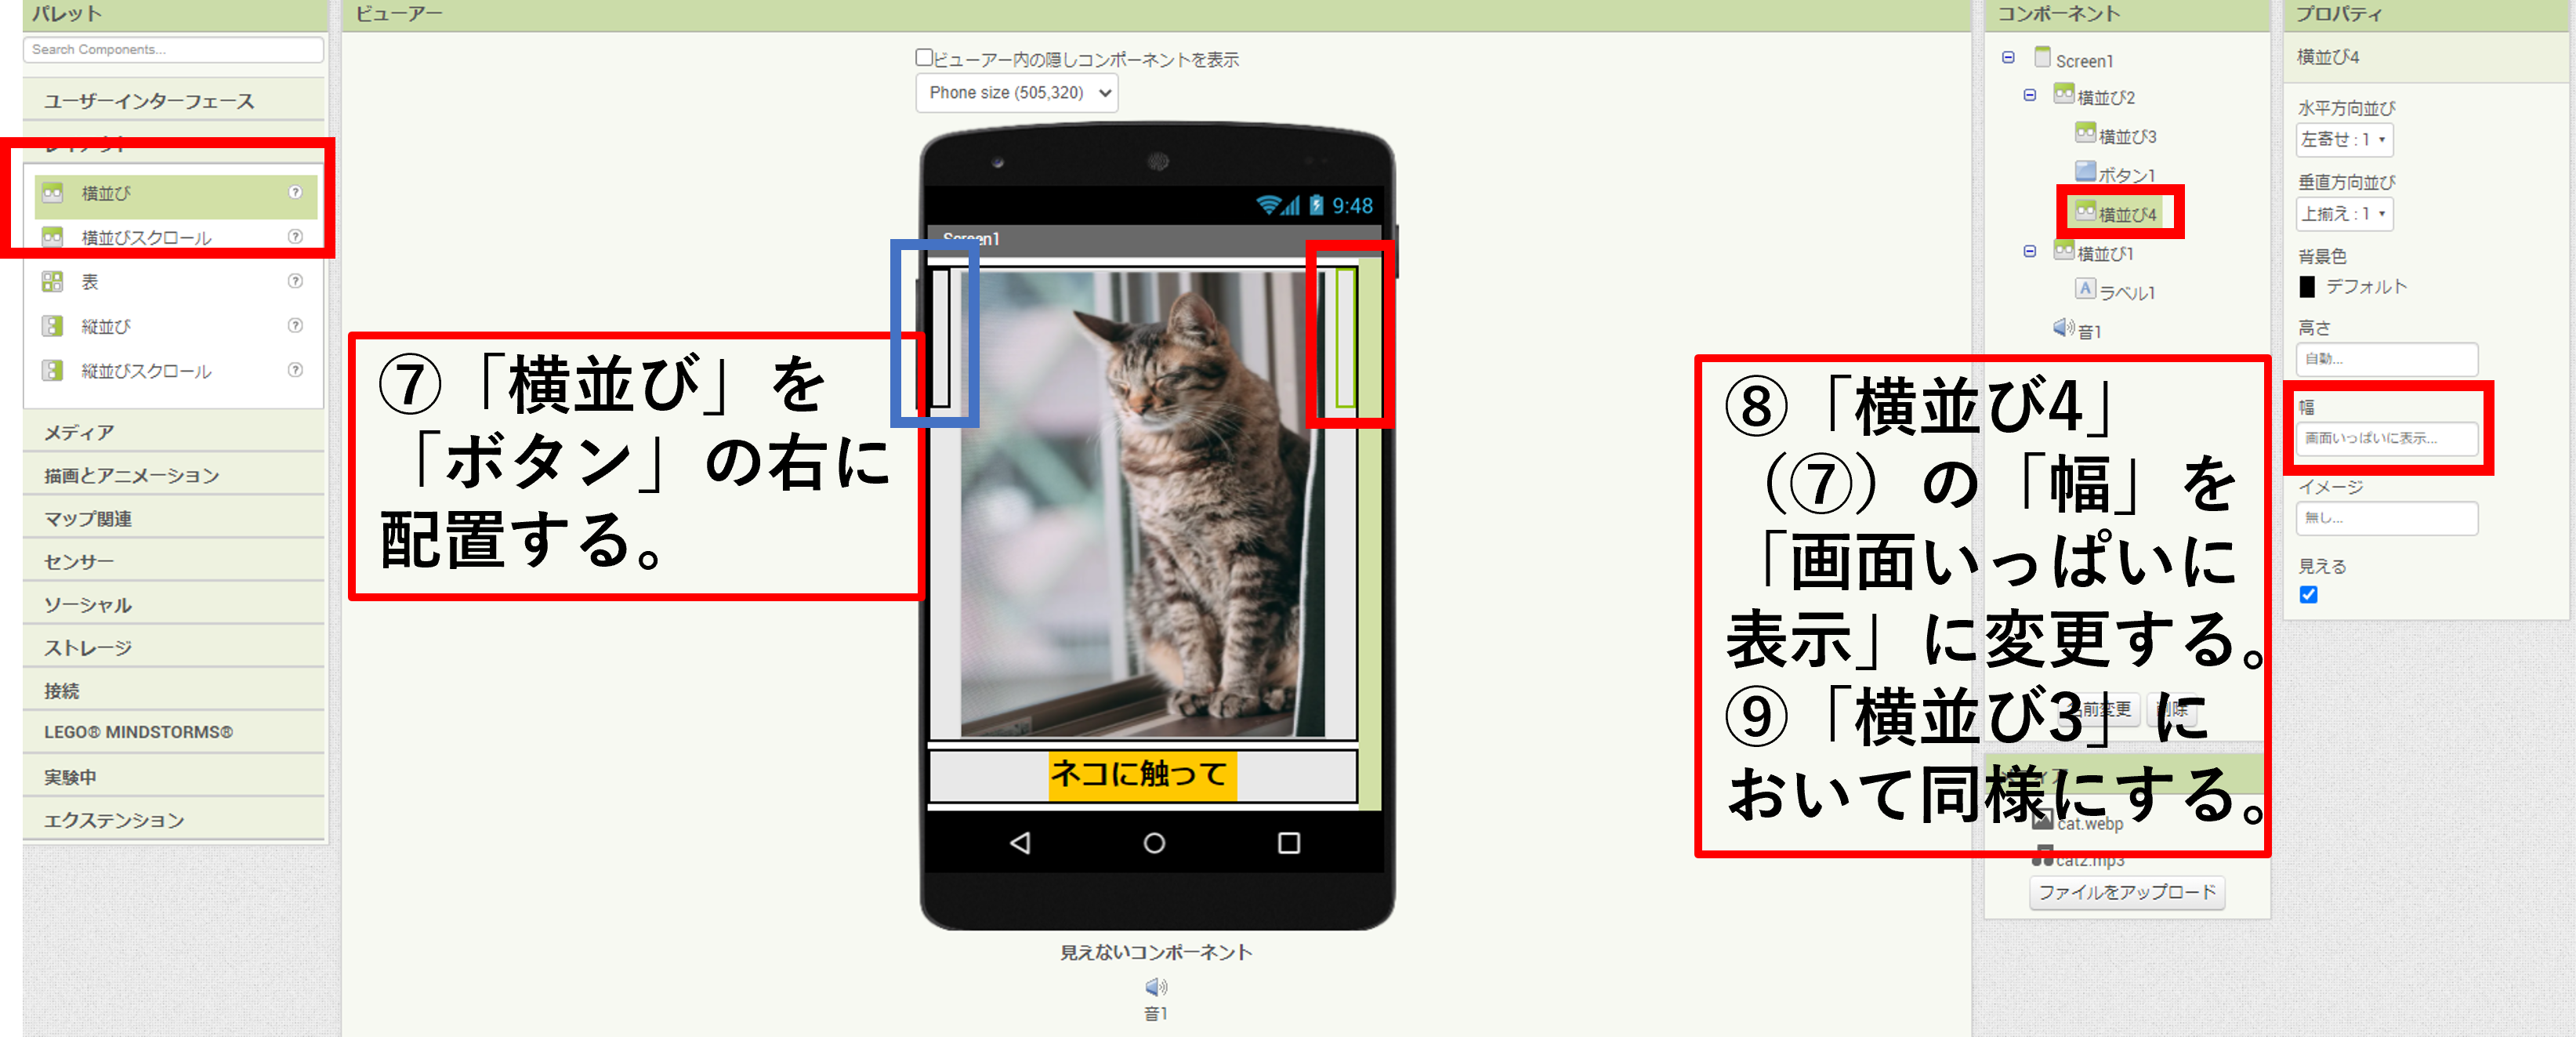 パレット
Search Components...
ユーザーインターフェース
レイアウト
横並び
横並びスクロール
表
縦並び
縦並びスクロール
メディア
描画とアニメーション
マップ関連
センサー
ソーシャル
ストレージ
接続
LEGO® MINDSTORMS®
実験中
エクステンション
ビューアー
ビューアー内の隠しコンポーネントを表示
Phone size (505,320)
9:48
Screen1
⑦「横並び」を
「ボタン」の右に
配置する。
ネコに触って
見えないコンポーネント
音1
コンポーネント
Screen1
横並び2
横並び3
ボタン1
横並び4
横並び1
ラベル1
音1
⑧「横並び4」
（⑦）の「幅」を
「画面いっぱいに
表示」に変更する。
⑨「横並び3」に
おいて同様にする。
名前変更 削除
メディア
cat.webp
cat2.mp3
ファイルをアップロード
プロパティ
横並び4
水平方向並び
左寄せ : 1
垂直方向並び
上揃え : 1
背景色
デフォルト
高さ
自動...
幅
画面いっぱいに表示...
イメージ
無し...
見える